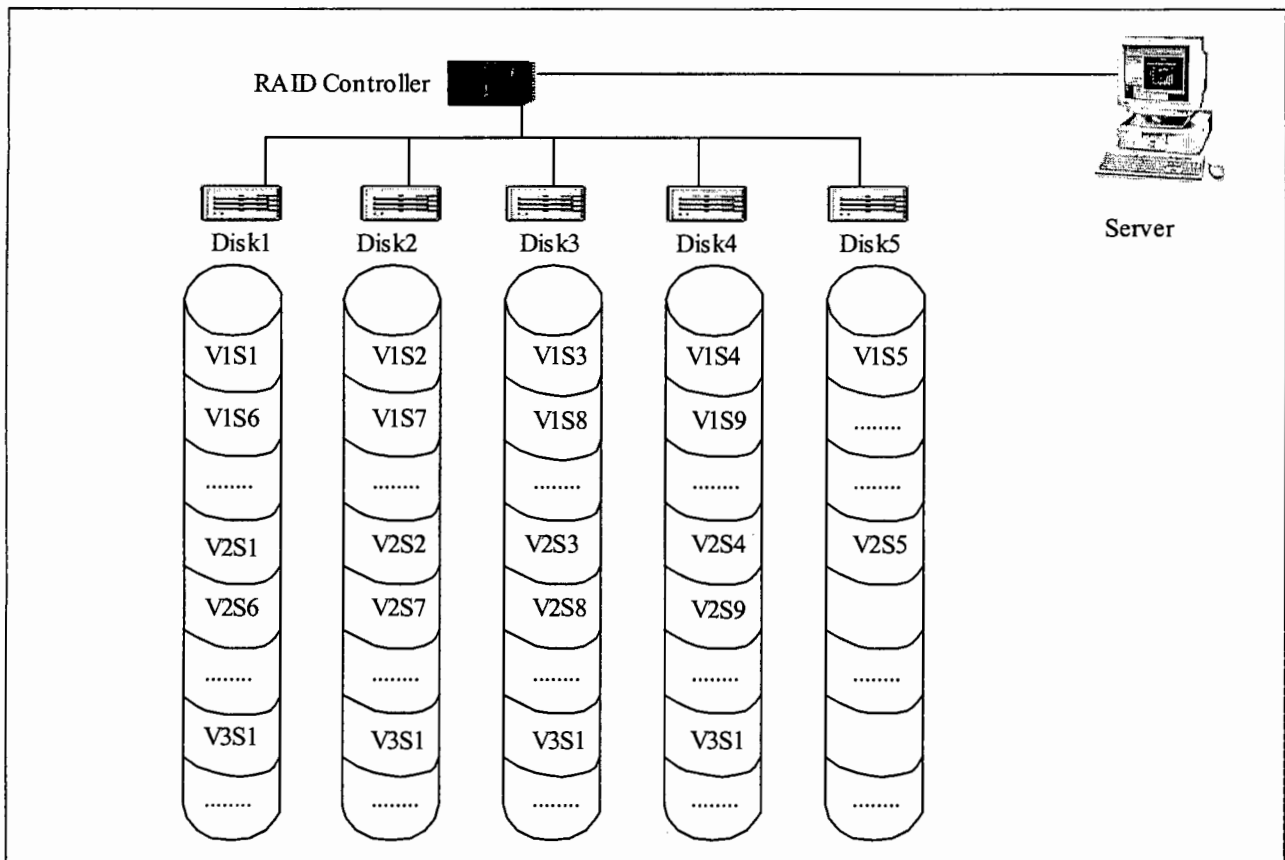 RAID Controller
Server
Disk1 Disk2 Disk3 Disk4 Disk5
V1S1 V1S2 V1S3 V1S4 V1S5
V1S6 V1S7 V1S8 V1S9 ........
........ ........ ........ ........ ........
V2S1 V2S2 V2S3 V2S4 V2S5
V2S6 V2S7 V2S8 V2S9
........ ........ ........ ........ ........
V3S1 V3S1 V3S1 V3S1
........ ........ ........ ........ ........